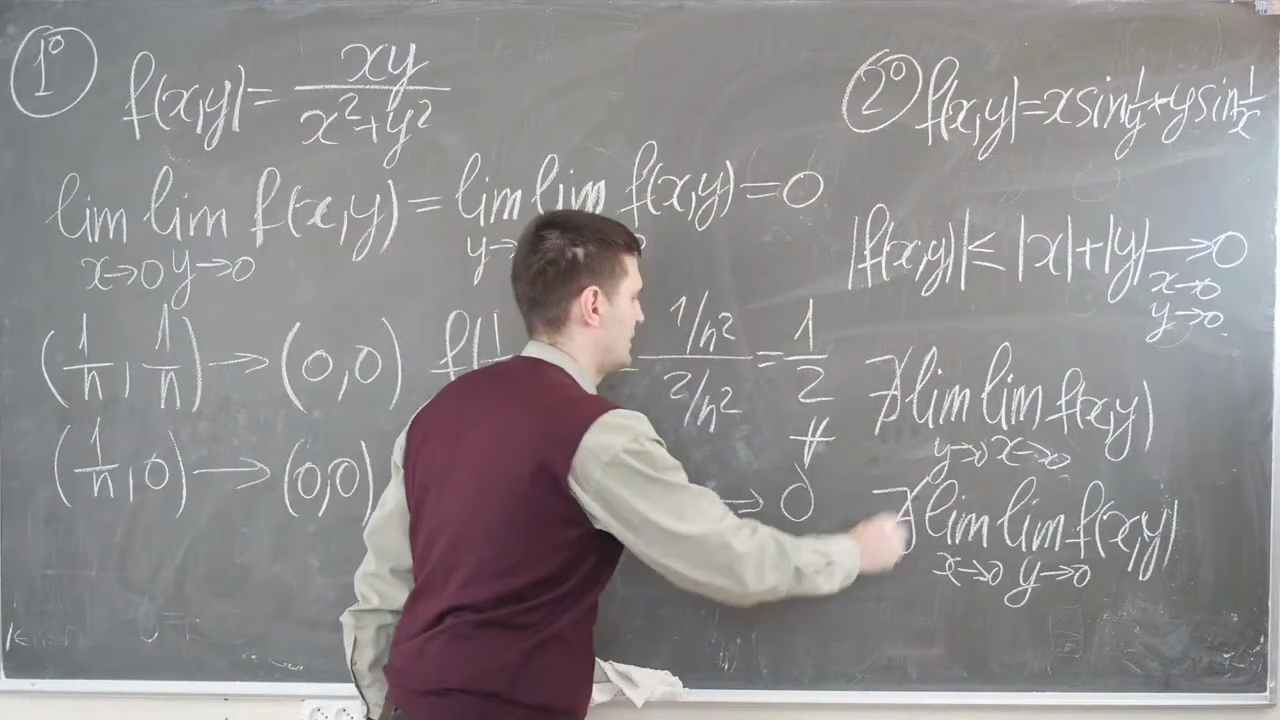 1° f(x,y)= xy / x²+y²
lim lim f(x,y) = lim lim f(x,y) = 0
x→0 y→0 y→
(1/n, 1/n) → (0,0) f(1 = 1/n² / 2/n² = 1/2
≠
(1/n, 0) → (0,0) → 0
2° f(x,y)=x sin 1/y + y sin 1/x
|f(x,y)| ≤ |x|+|y| → 0
x→0
y→0
∄ lim lim f(x,y)
y→0 x→0
∄ lim lim f(x,y)
x→0 y→0